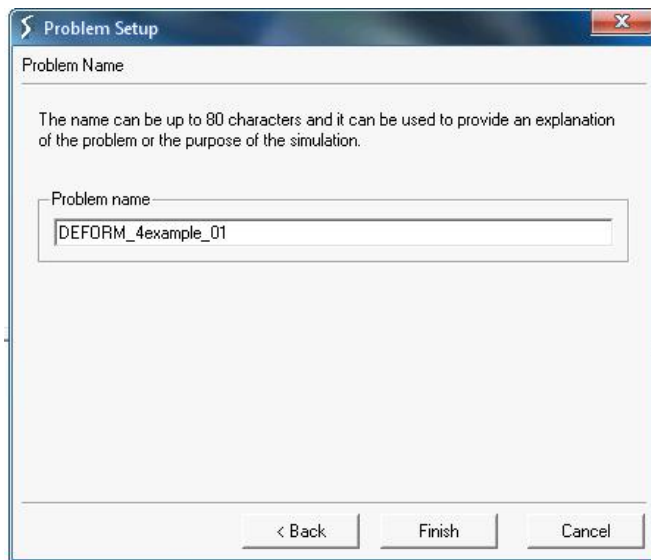 Problem Setup
Problem Name
The name can be up to 80 characters and it can be used to provide an explanation
of the problem or the purpose of the simulation.
Problem name
DEFORM_4example_01
< Back Finish Cancel